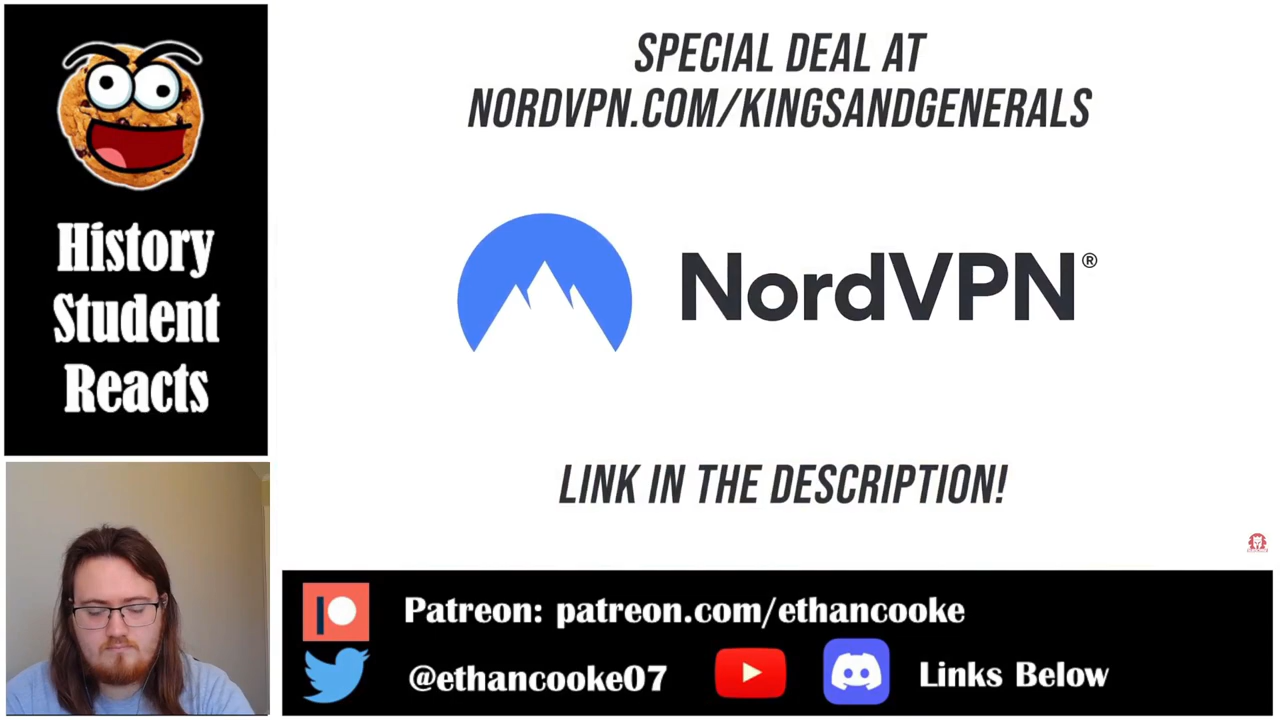 SPECIAL DEAL AT
NORDVPN.COM/KINGSANDGENERALS
NordVPN®
LINK IN THE DESCRIPTION!
History
Student
Reacts
Patreon: patreon.com/ethancooke
@ethancooke07
Links Below